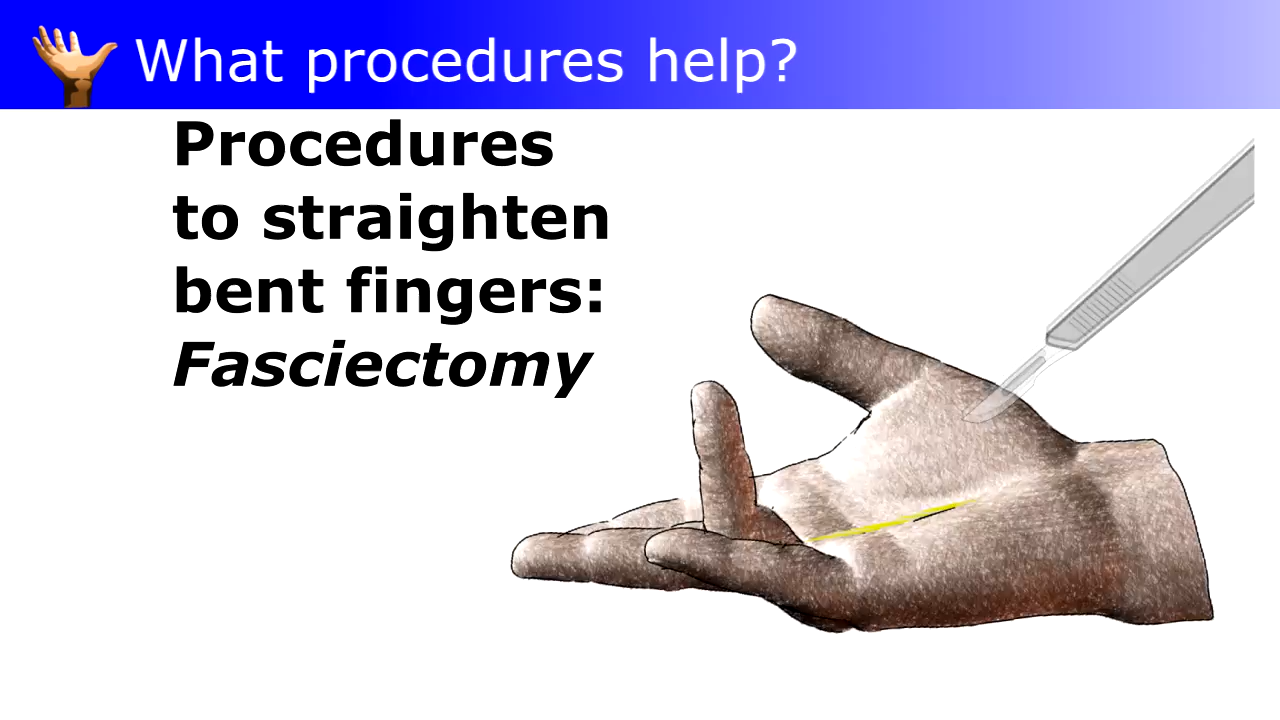 What procedures help?
Procedures
to straighten
bent fingers:
Fasciectomy